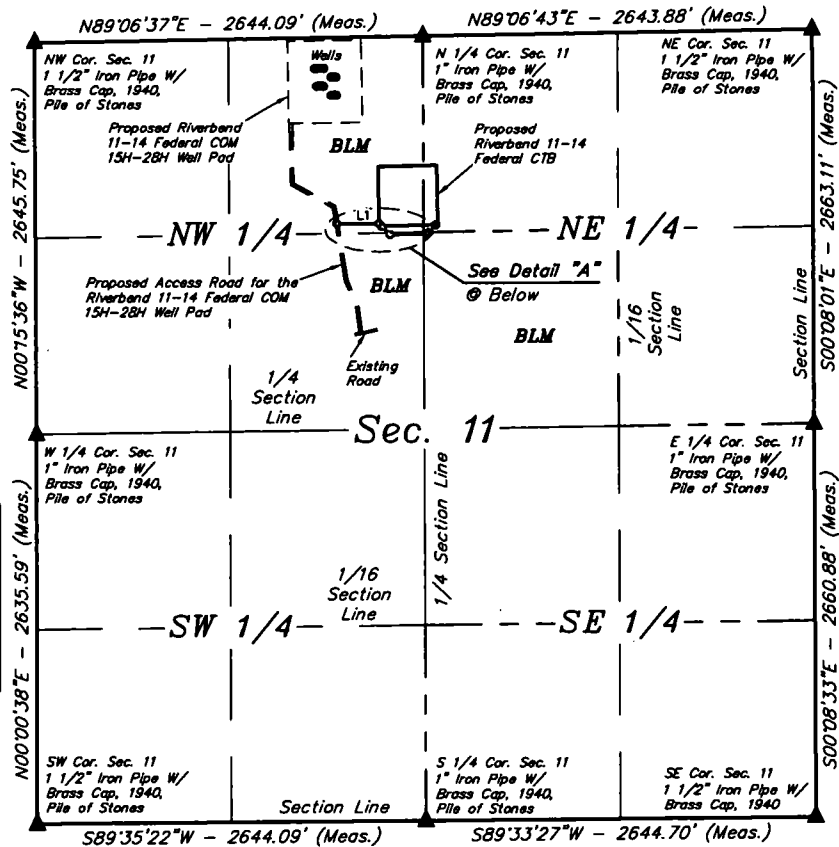 N89°06'37"E - 2644.09' (Meas.)
N89°06'43"E - 2643.88' (Meas.)
NW Cor. Sec. 11
1 1/2" Iron Pipe W/
Brass Cap, 1940,
Pile of Stones
Wells
N 1/4 Cor. Sec. 11
1" Iron Pipe W/
Brass Cap, 1940,
Pile of Stones
NE Cor. Sec. 11
1 1/2" Iron Pipe W/
Brass Cap, 1940,
Pile of Stones
Proposed Riverbend
11-14 Federal COM
15H-28H Well Pad
BLM
Proposed
Riverbend 11-14
Federal CTB
N00°15'36"W - 2645.75' (Meas.)
S00°08'01"E - 2663.11' (Meas.)
L1
NW 1/4
NE 1/4
Proposed Access Road for the
Riverbend 11-14 Federal COM
15H-28H Well Pad
BLM
See Detail "A"
@ Below
BLM
1/16
Section
Line
Section Line
Existing
Road
1/4
Section
Line
Sec. 11
W 1/4 Cor. Sec. 11
1" Iron Pipe W/
Brass Cap, 1940,
Pile of Stones
E 1/4 Cor. Sec. 11
1" Iron Pipe W/
Brass Cap, 1940,
Pile of Stones
1/4 Section Line
N00°00'38"E - 2635.59' (Meas.)
S00°08'33"E - 2660.88' (Meas.)
1/16
Section
Line
SW 1/4
SE 1/4
SW Cor. Sec. 11
1 1/2" Iron Pipe W/
Brass Cap, 1940,
Pile of Stones
Section Line
S 1/4 Cor. Sec. 11
1" Iron Pipe W/
Brass Cap, 1940,
Pile of Stones
SE Cor. Sec. 11
1 1/2" Iron Pipe W/
Brass Cap, 1940
S89°35'22"W - 2644.09' (Meas.)
S89°33'27"W - 2644.70' (Meas.)